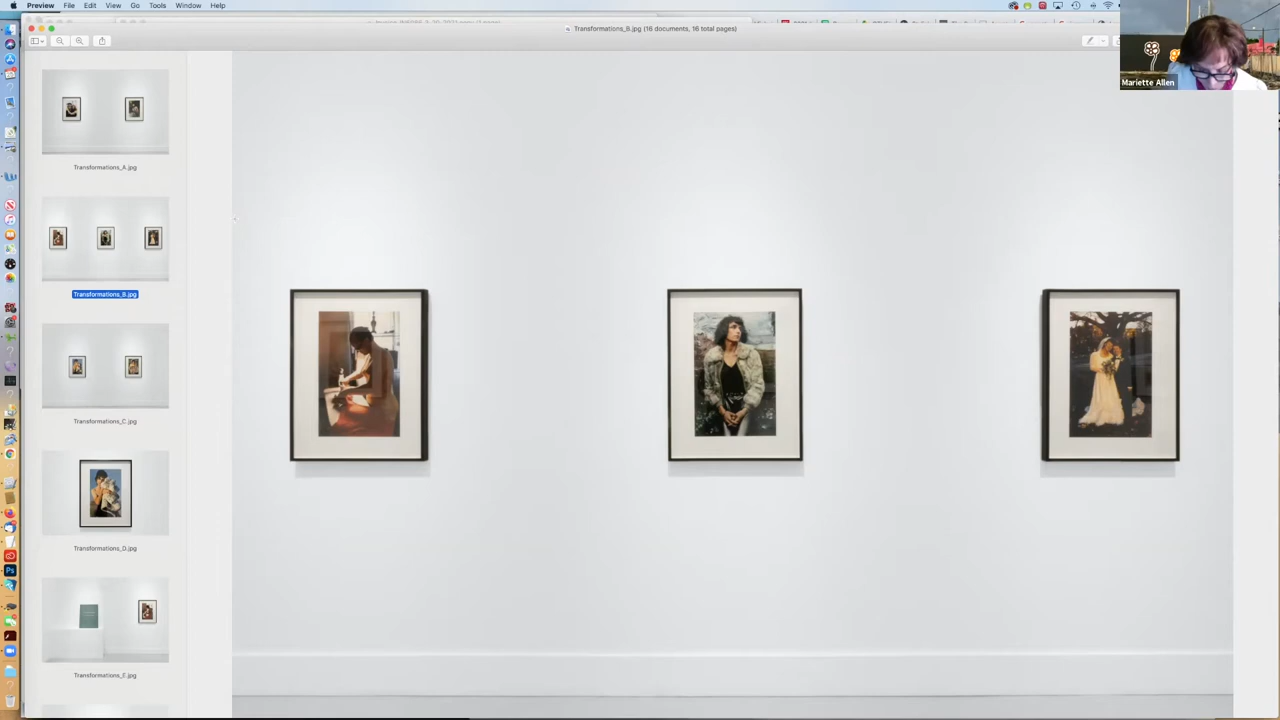 Preview File Edit View Go Tools Window Help
Transformations_B.jpg (16 documents, 16 total pages)
Mariette Allen
Transformations_A.jpg
Transformations_B.jpg
Transformations_C.jpg
Transformations_D.jpg
Transformations_E.jpg
Ps